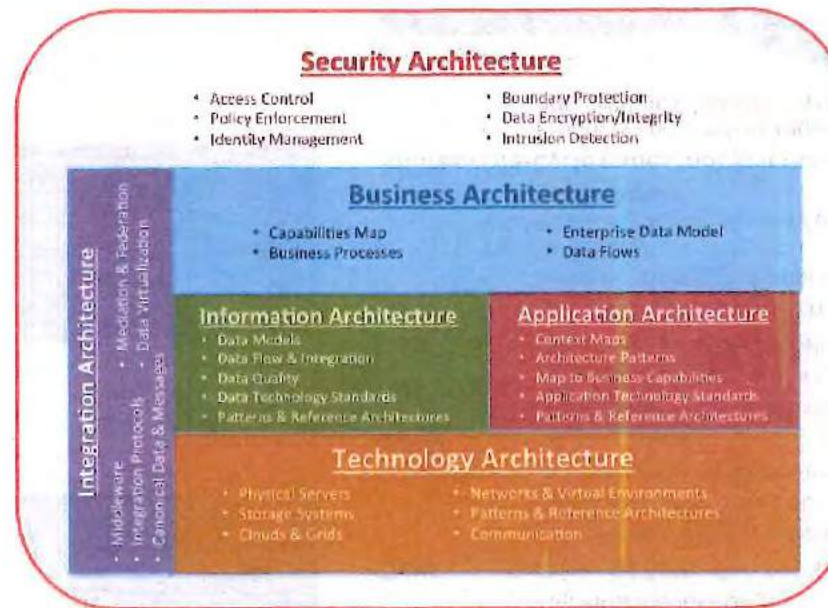 Security Architecture
• Access Control
• Policy Enforcement
• Identity Management
• Boundary Protection
• Data Encryption/Integrity
• Intrusion Detection
Integration Architecture
• Middleware
• Integration Protocols
• Canonical Data & Messages
• Mediation & Federation
• Data Virtualization
Business Architecture
• Capabilities Map
• Business Processes
• Enterprise Data Model
• Data Flows
Information Architecture
• Data Models
• Data Flow & Integration
• Data Quality
• Data Technology Standards
• Patterns & Reference Architectures
Application Architecture
• Context Maps
• Architecture Patterns
• Map to Business Capabilities
• Application Technology Standards
• Patterns & Reference Architectures
Technology Architecture
• Physical Servers
• Storage Systems
• Clouds & Grids
• Networks & Virtual Environments
• Patterns & Reference Architectures
• Communication